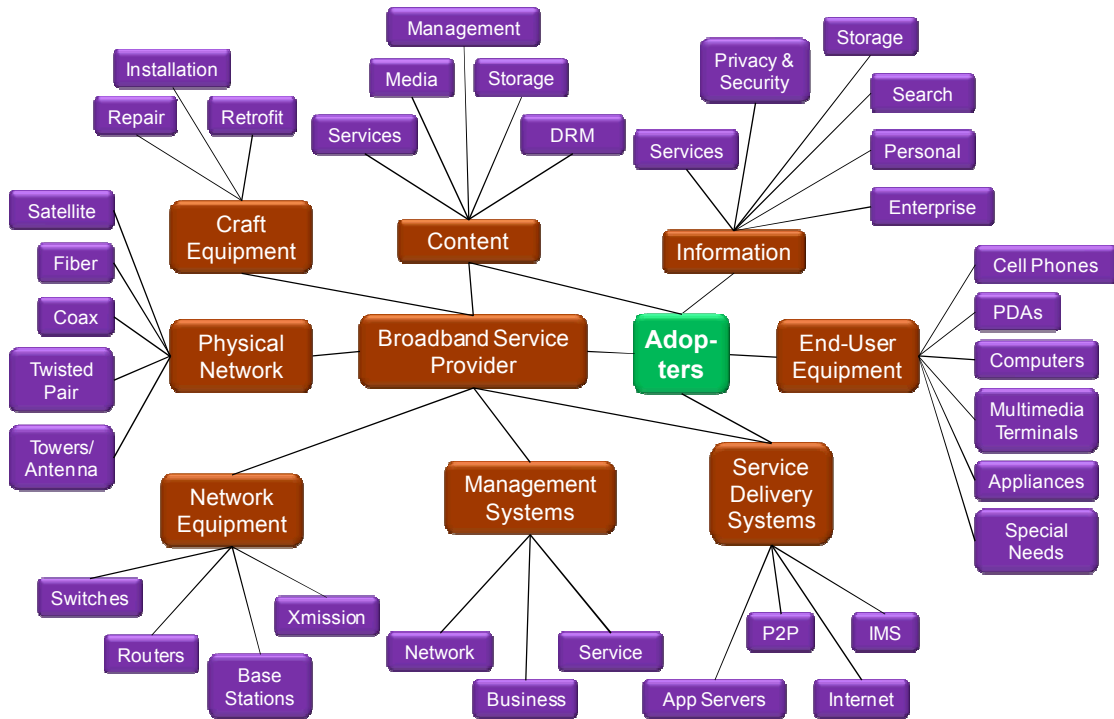 Management
Storage
Installation
Privacy &
Security
Media
Storage
Search
Repair
Retrofit
Services
DRM
Services
Personal
Enterprise
Satellite
Craft
Equipment
Content
Information
Fiber
Cell Phones
Coax
PDAs
Physical
Network
Broadband Service
Provider
Adop-
ters
End-User
Equipment
Computers
Twisted
Pair
Multimedia
Terminals
Towers/
Antenna
Appliances
Network
Equipment
Management
Systems
Service
Delivery
Systems
Special
Needs
Switches
Xmission
Routers
Base
Stations
Network
Service
Business
P2P
IMS
App Servers
Internet